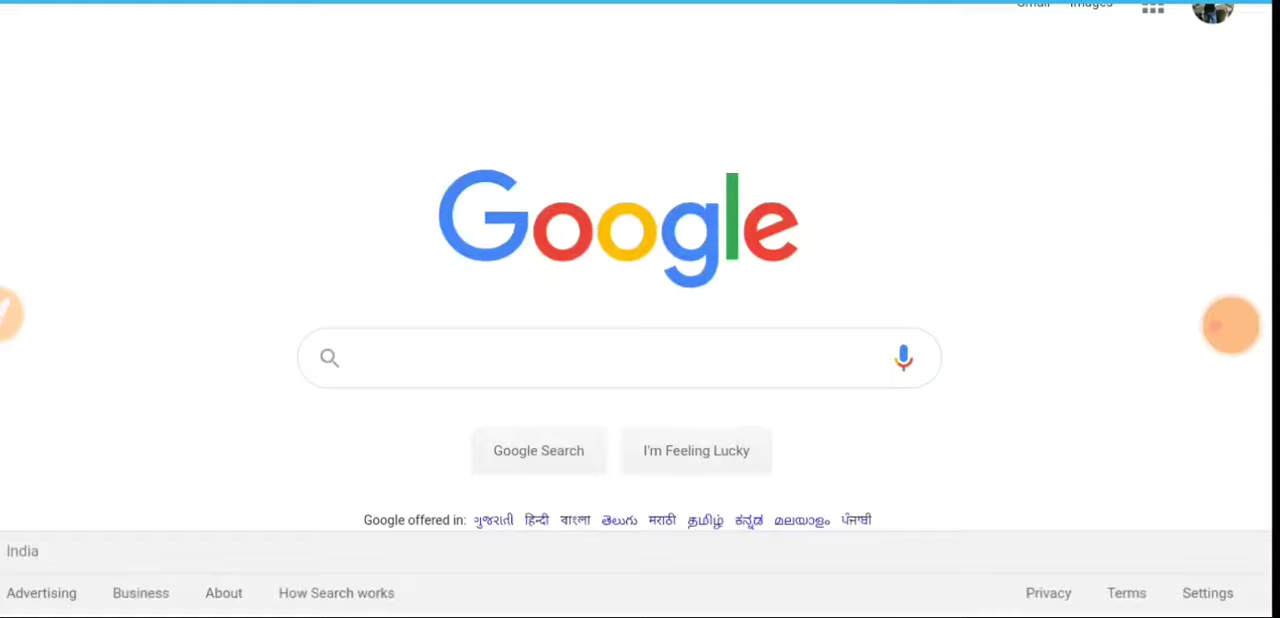 Gmail Images
Google
Google Search I'm Feeling Lucky
Google offered in: ગુજરાતી हिन्दी বাংলা తెలుగు मराठी தமிழ் ಕನ್ನಡ മലയാളം ਪੰਜਾਬੀ
India
Advertising Business About How Search works Privacy Terms Settings